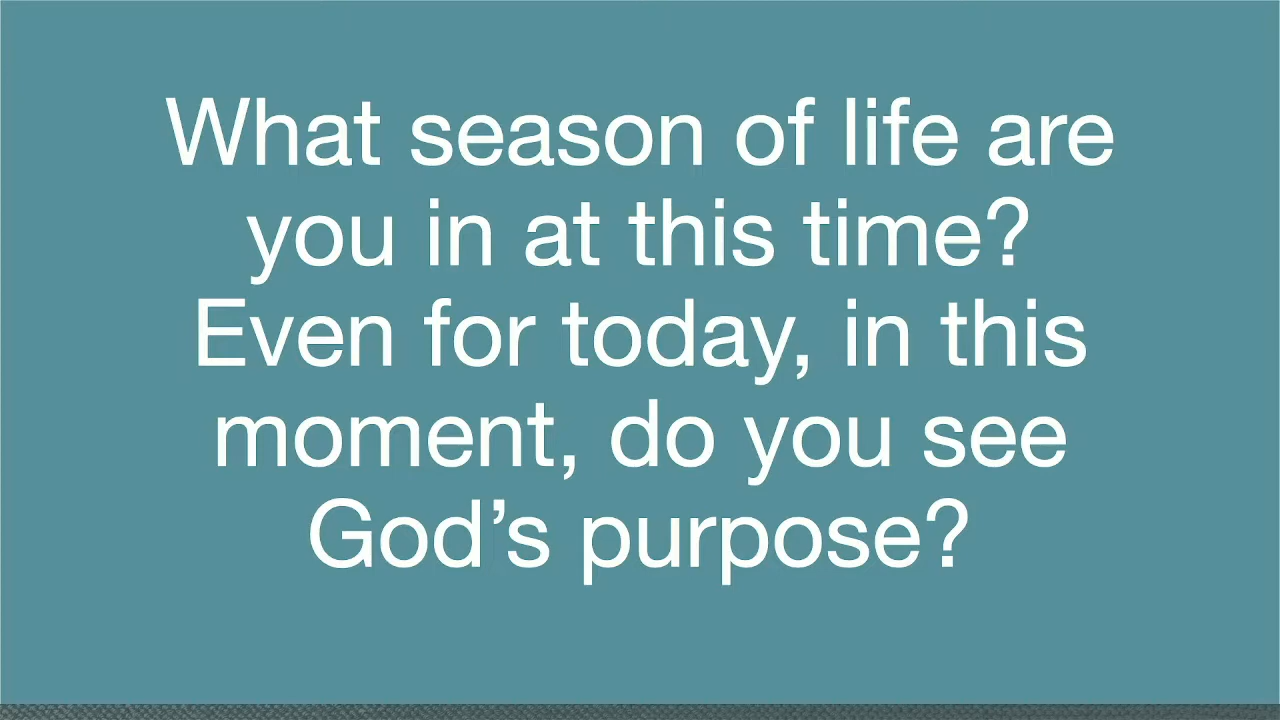 What season of life are
you in at this time?
Even for today, in this
moment, do you see
God’s purpose?